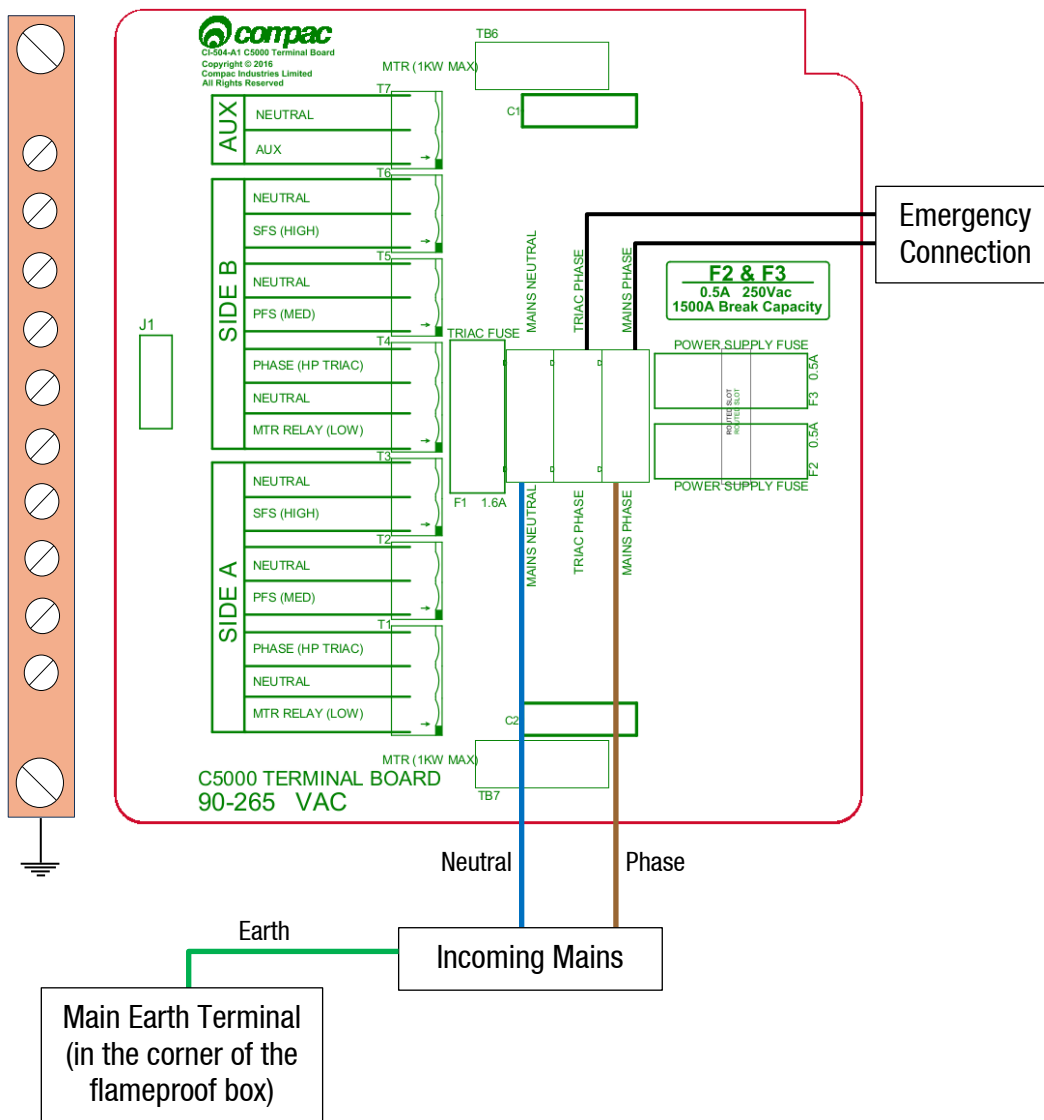 compac
CI-504-A1 C5000 Terminal Board
Copyright © 2016
Compac Industries Limited
All Rights Reserved
TB6
MTR (1KW MAX)
C1
T7
AUX
NEUTRAL
AUX
T6
SIDE B
NEUTRAL
SFS (HIGH)
T5
NEUTRAL
PFS (MED)
T4
PHASE (HP TRIAC)
NEUTRAL
MTR RELAY (LOW)
T3
SIDE A
NEUTRAL
SFS (HIGH)
T2
NEUTRAL
PFS (MED)
T1
PHASE (HP TRIAC)
NEUTRAL
MTR RELAY (LOW)
J1
MAINS NEUTRAL
TRIAC PHASE
MAINS PHASE
Emergency
Connection
F2 & F3
0.5A 250Vac
1500A Break Capacity
TRIAC FUSE
F1 1.6A
POWER SUPPLY FUSE
F3 0.5A
ROUTED SLOT
ROUTED SLOT
F2 0.5A
POWER SUPPLY FUSE
MAINS NEUTRAL
TRIAC PHASE
MAINS PHASE
C2
MTR (1KW MAX)
TB7
C5000 TERMINAL BOARD
90-265 VAC
Neutral
Phase
Earth
Incoming Mains
Main Earth Terminal
(in the corner of the
flameproof box)